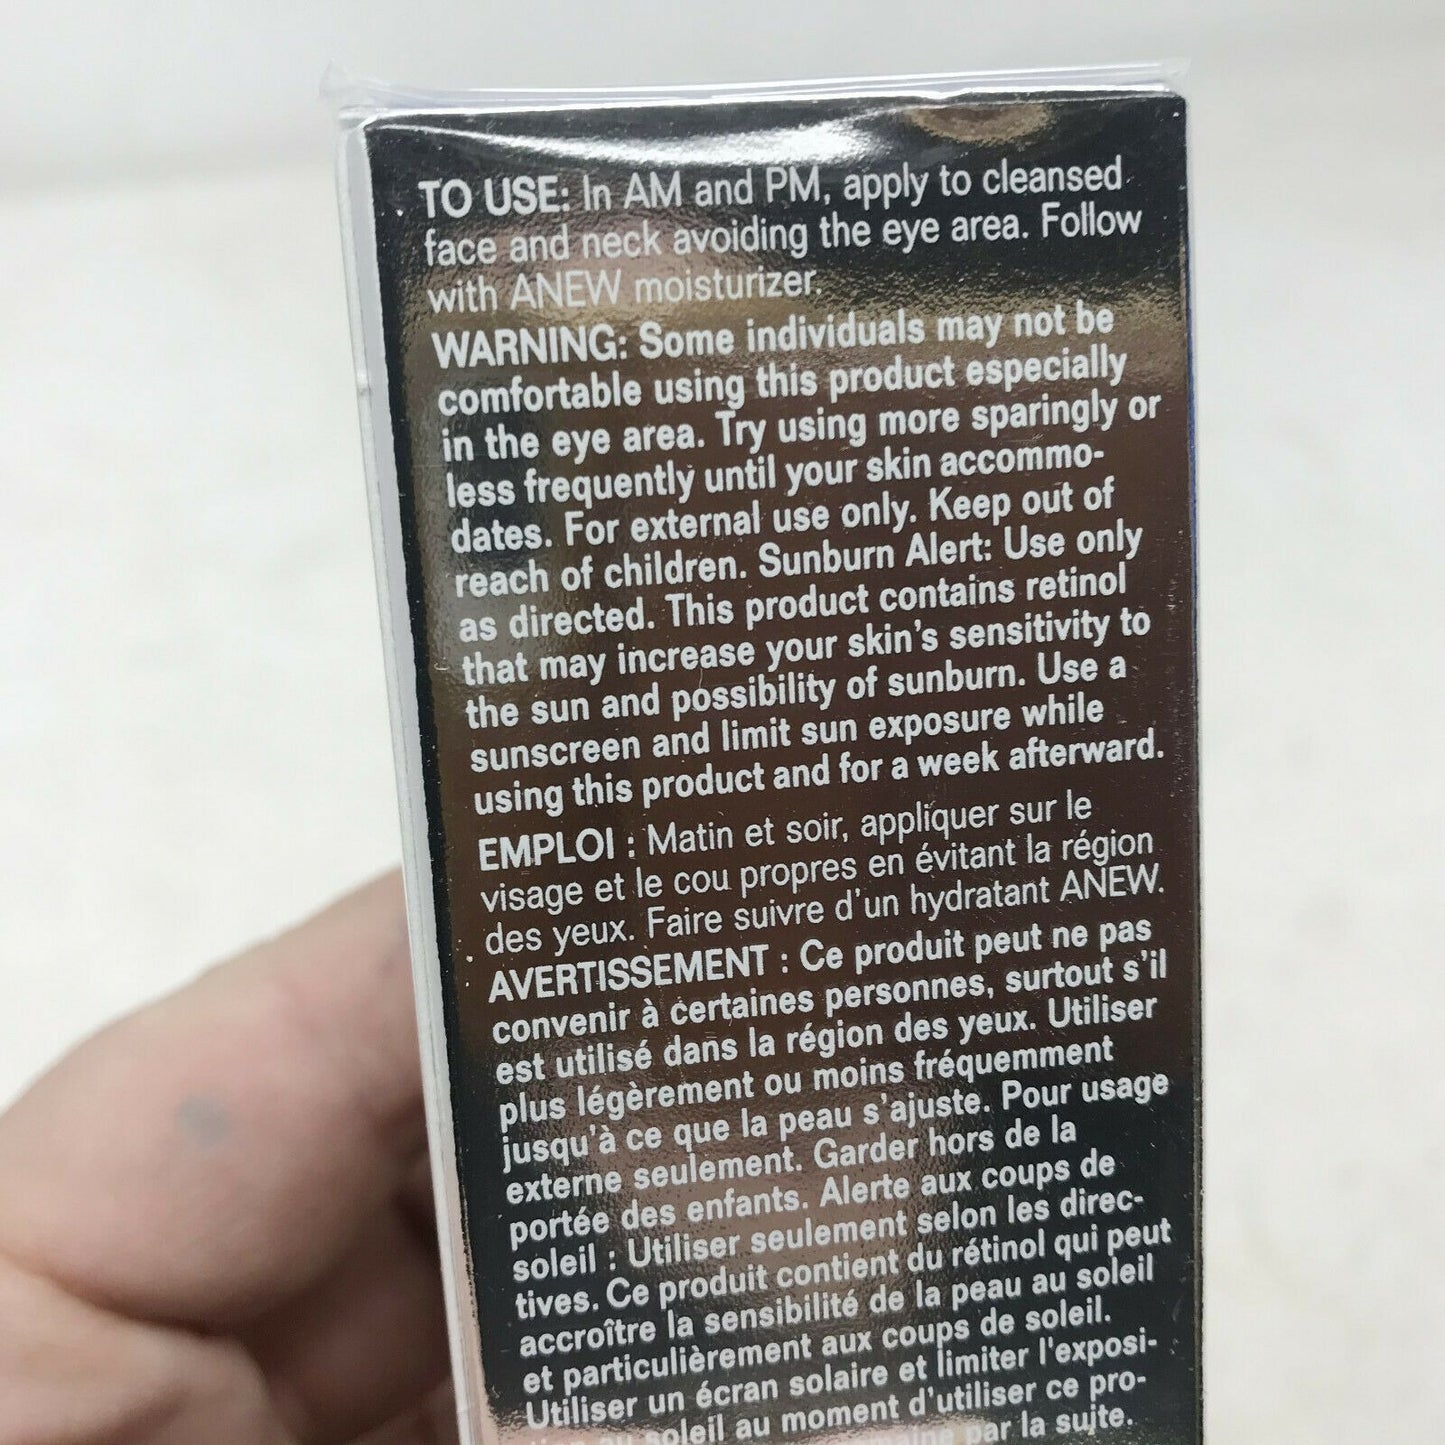 TO USE: In AM and PM, apply to cleansed
face and neck avoiding the eye area. Follow
with ANEW moisturizer.
WARNING: Some individuals may not be
comfortable using this product especially
in the eye area. Try using more sparingly or
less frequently until your skin accommo-
dates. For external use only. Keep out of
reach of children. Sunburn Alert: Use only
as directed. This product contains retinol
that may increase your skin's sensitivity to
the sun and possibility of sunburn. Use a
sunscreen and limit sun exposure while
using this product and for a week afterward.
EMPLOI : Matin et soir, appliquer sur le
visage et le cou propres en évitant la région
des yeux. Faire suivre d'un hydratant ANEW.
AVERTISSEMENT : Ce produit peut ne pas
convenir à certaines personnes, surtout s'il
est utilisé dans la région des yeux. Utiliser
plus légèrement ou moins fréquemment
jusqu'à ce que la peau s'ajuste. Pour usage
externe seulement. Garder hors de la
portée des enfants. Alerte aux coups de
soleil : Utiliser seulement selon les direc-
tives. Ce produit contient du rétinol qui peut
accroître la sensibilité de la peau au soleil
et particulièrement aux coups de soleil.
Utiliser un écran solaire et limiter l'exposi-
au soleil au moment d'utiliser ce pro-
par la suite.